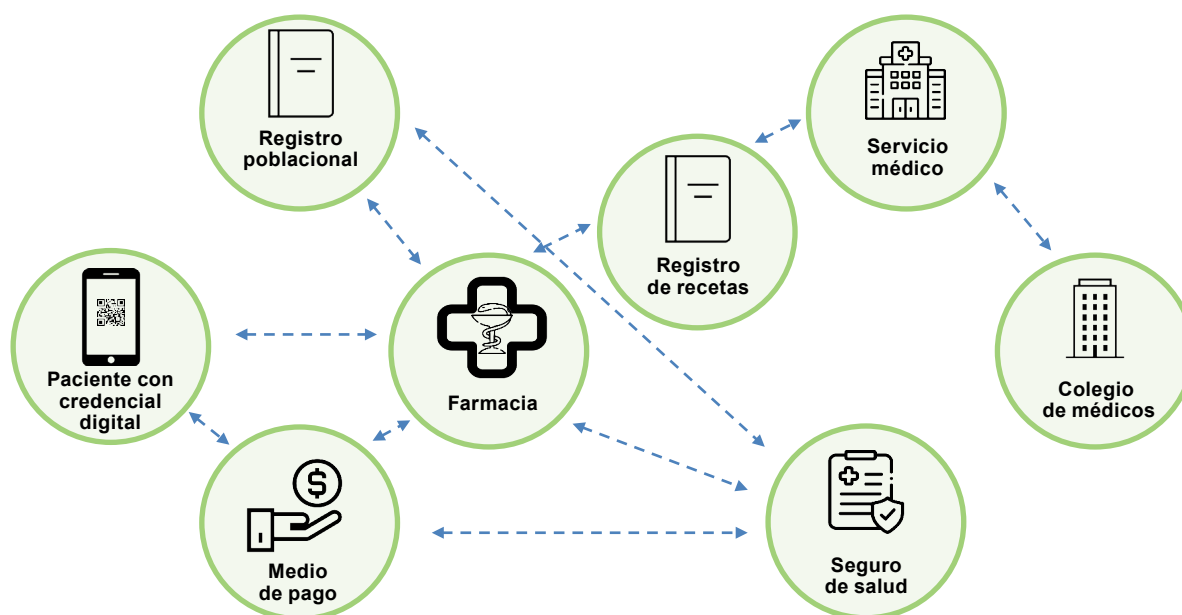 Registro
poblacional
Servicio
médico
Registro
de recetas
Paciente con
credencial
digital
Farmacia
Colegio
de médicos
$
Medio
de pago
Seguro
de salud